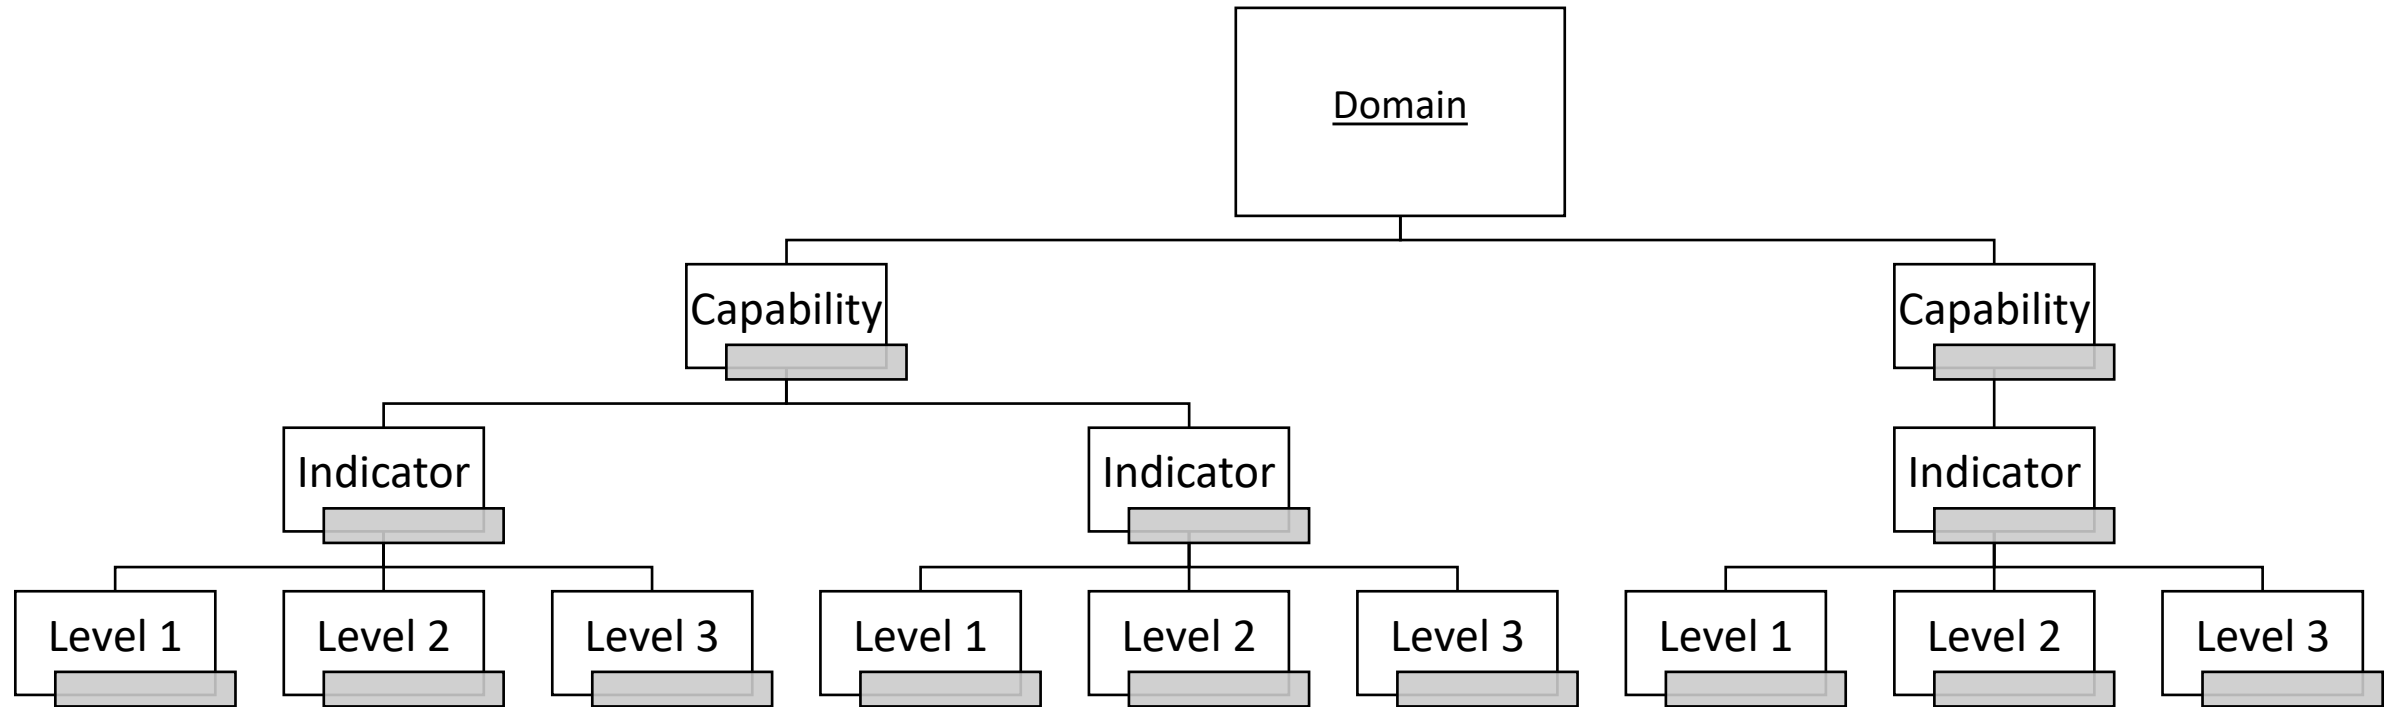 Domain
Capability
Capability
Indicator
Indicator
Indicator
Level 1
Level 2
Level 3
Level 1
Level 2
Level 3
Level 1
Level 2
Level 3